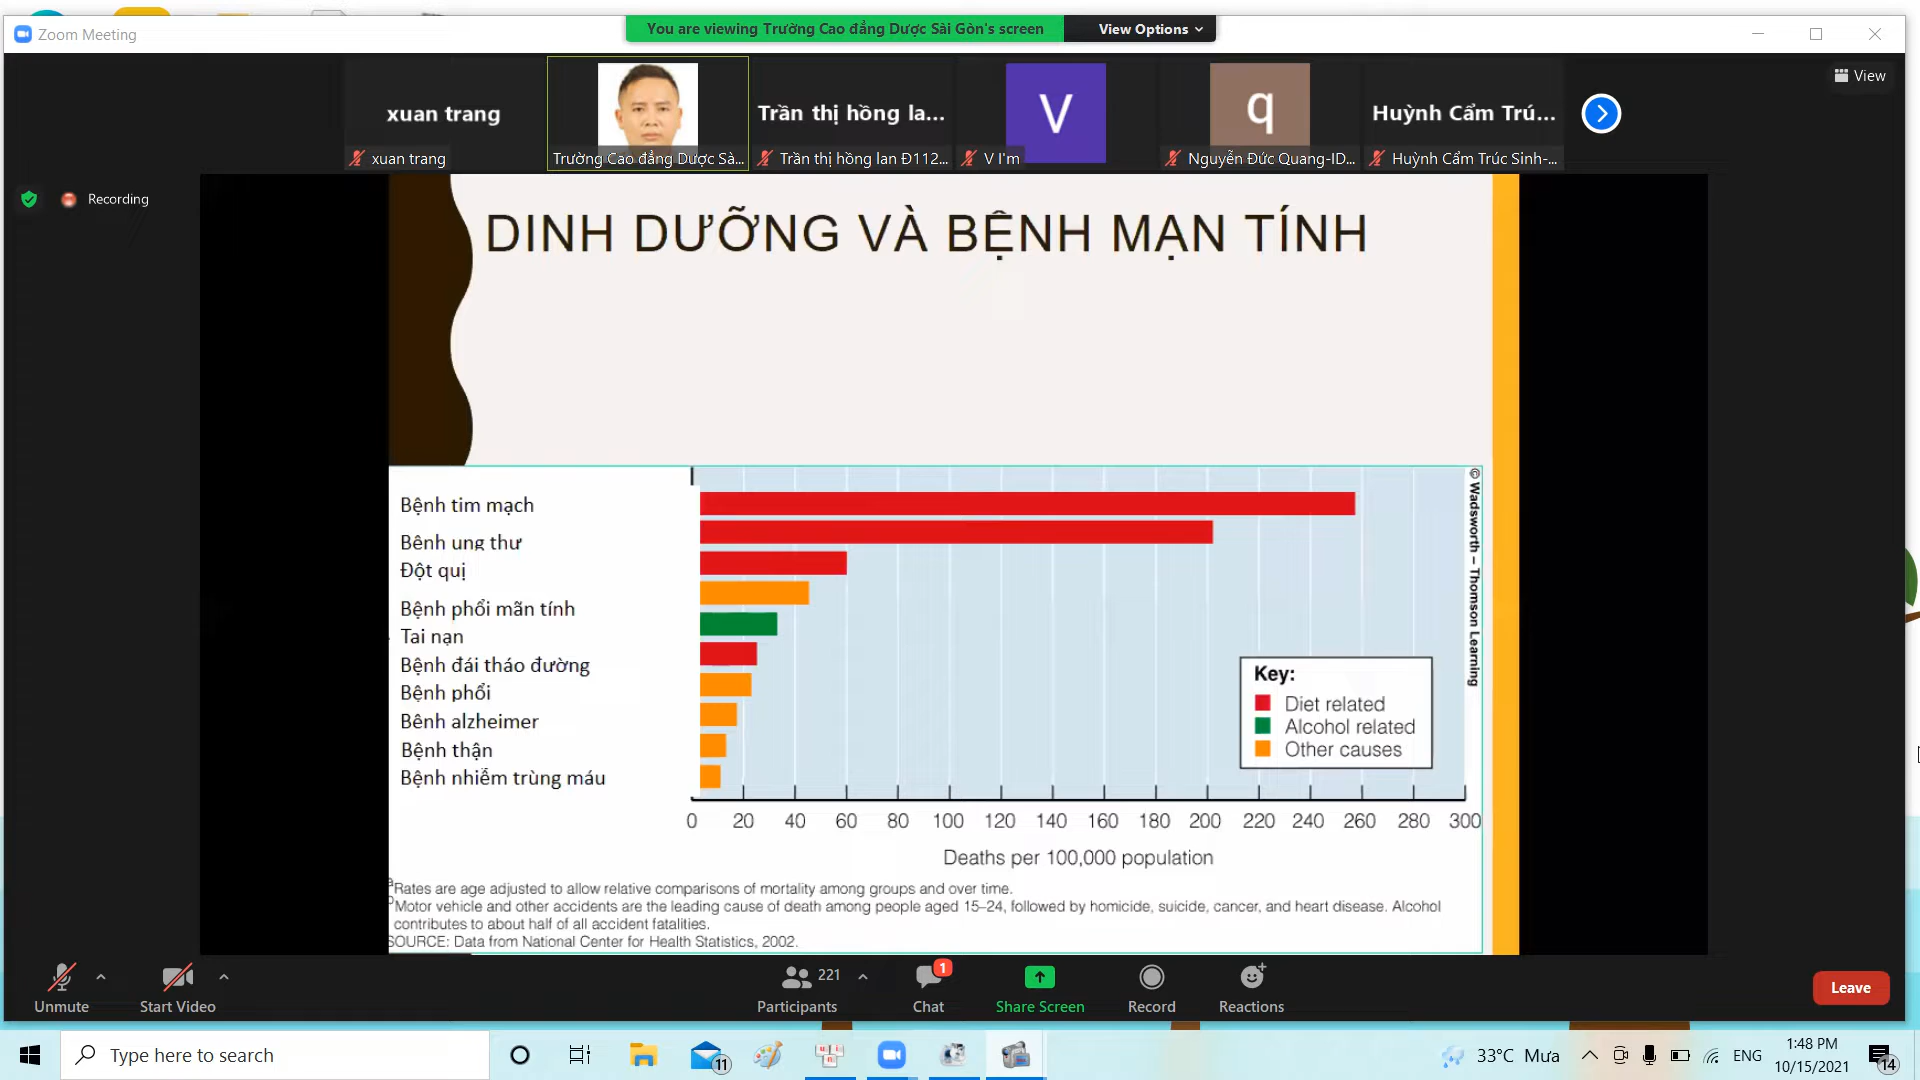 Zoom Meeting
You are viewing Trường Cao đẳng Dược Sài Gòn's screen
View Options
View
xuan trang
Trần thị hồng la...
V
q
Huỳnh Cẩm Trú...
xuan trang
Trường Cao đẳng Dược Sà...
Trần thị hồng lan Đ112...
V I'm
Nguyễn Đức Quang-ID...
Huỳnh Cẩm Trúc Sinh-...
Recording
DINH DƯỠNG VÀ BỆNH MẠN TÍNH
Bệnh tim mạch
Bệnh ung thư
Đột quị
Bệnh phổi mãn tính
Tai nạn
Bệnh đái tháo đường
Bệnh phổi
Bệnh alzheimer
Bệnh thận
Bệnh nhiễm trùng máu
© Wadsworth – Thomson Learning
Key:
Diet related
Alcohol related
Other causes
0 20 40 60 80 100 120 140 160 180 200 220 240 260 280 300
Deaths per 100,000 population
aRates are age adjusted to allow relative comparisons of mortality among groups and over time.
bMotor vehicle and other accidents are the leading cause of death among people aged 15–24, followed by homicide, suicide, cancer, and heart disease. Alcohol
contributes to about half of all accident fatalities.
SOURCE: Data from National Center for Health Statistics, 2002.
Unmute
Start Video
221
Participants
1
Chat
Share Screen
Record
Reactions
Leave
Type here to search
11
33°C Mưa
ENG
1:48 PM
10/15/2021
14